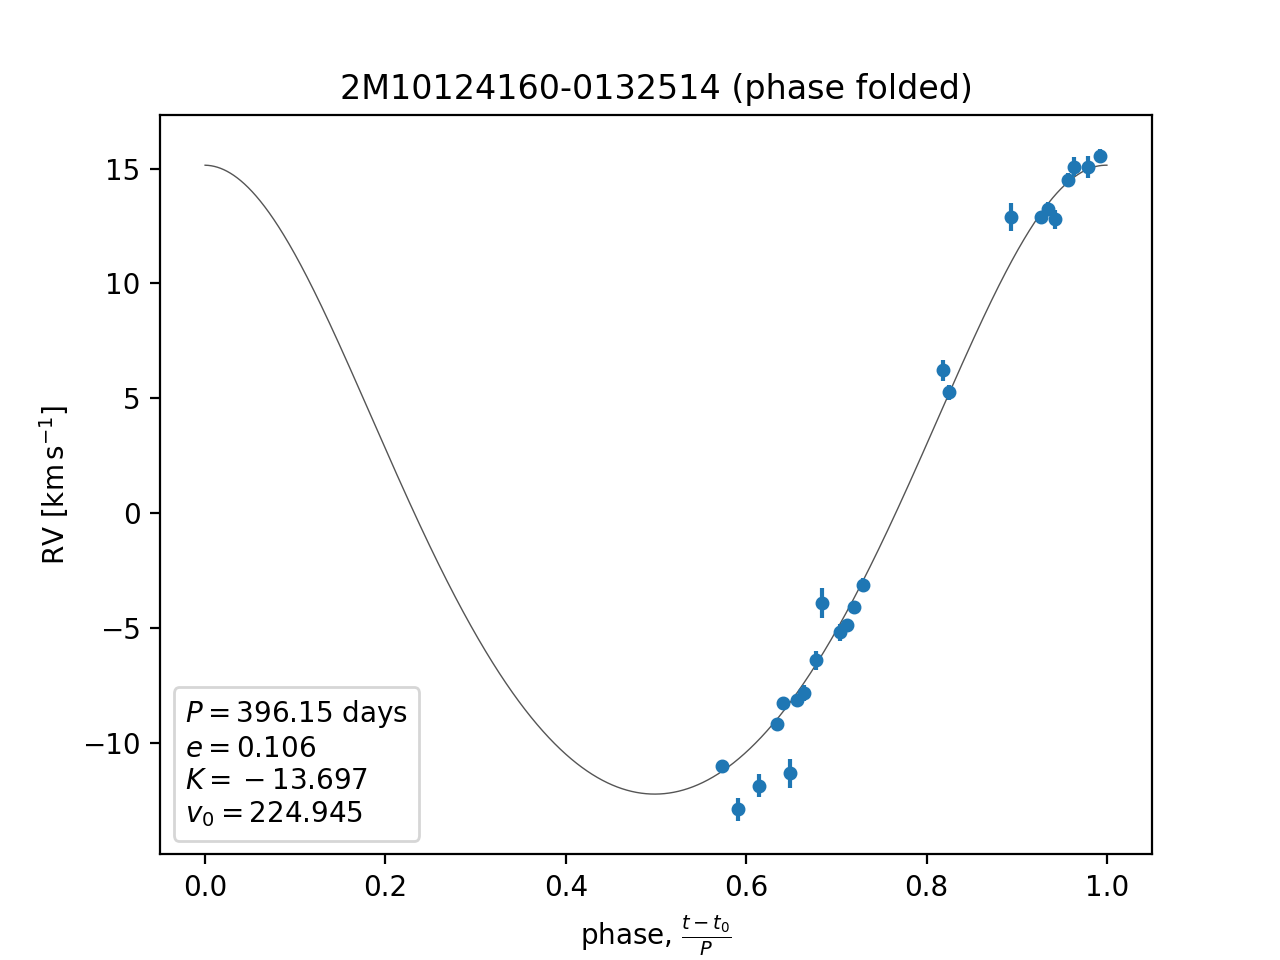 2M10124160-0132514 (phase folded)
15
10
5
0
−5
−10
RV [km s⁻¹]
P = 396.15 days
e = 0.106
K = − 13.697
v₀ = 224.945
0.0 0.2 0.4 0.6 0.8 1.0
phase, (t − t₀)/P